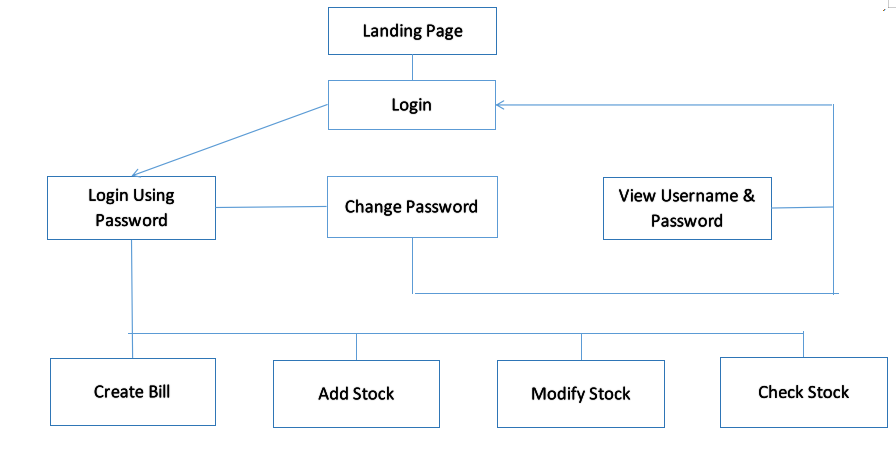 Landing Page
Login
Login Using
Password
Change Password
View Username &
Password
Create Bill
Add Stock
Modify Stock
Check Stock